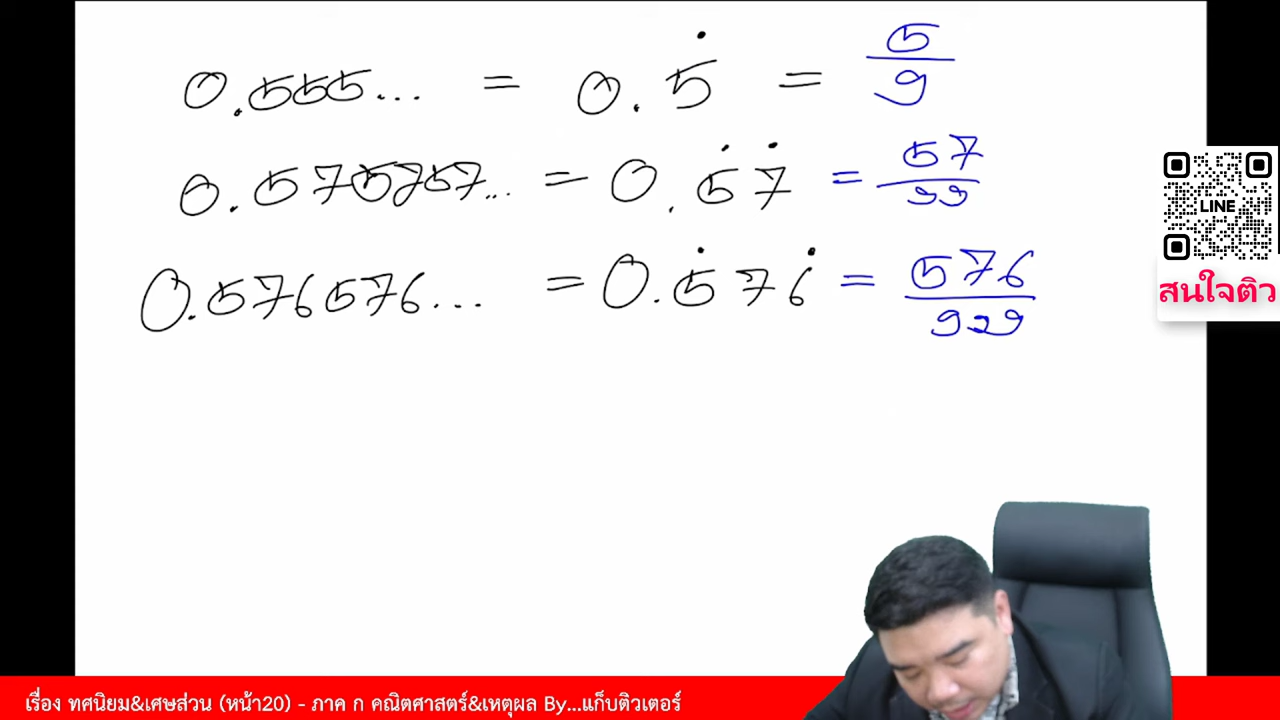 0.555... = 0.5̇ = 5/9
0.575757... = 0.5̇7̇ = 57/99
0.576576... = 0.5̇76̇ = 576/999
LINE
สนใจติว
เรื่อง ทศนิยม&เศษส่วน (หน้า20) - ภาค ก คณิตศาสตร์&เหตุผล By...แก็บติวเตอร์